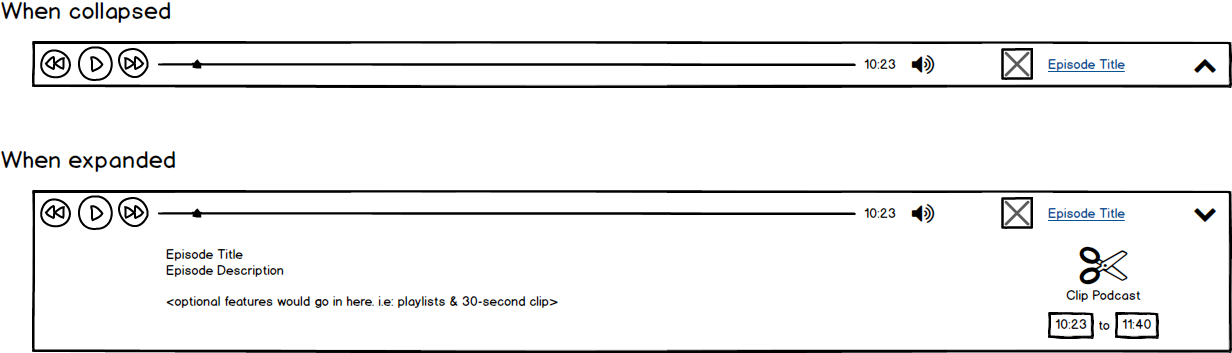 When collapsed
10:23 Episode Title
When expanded
10:23 Episode Title
Episode Title
Episode Description
<optional features would go in here. i.e: playlists & 30-second clip>
Clip Podcast
10:23 to 11:40